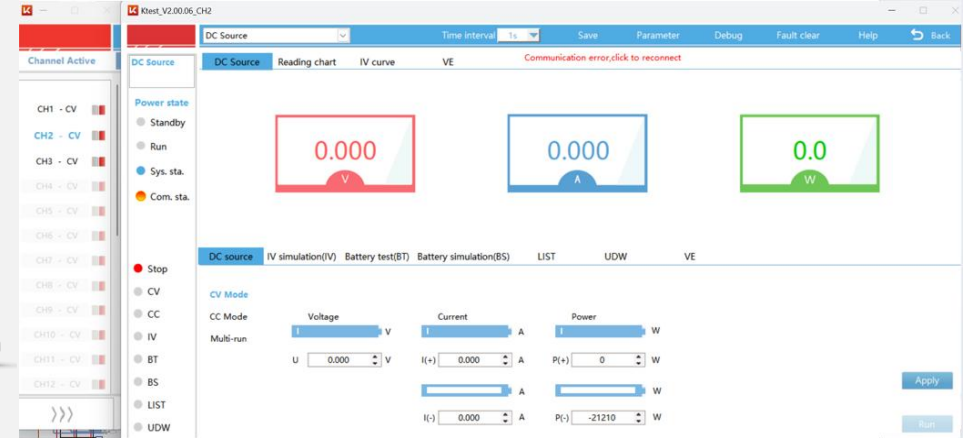 Ktest_V2.00.06_CH2
DC Source Time interval 1s Save Parameter Debug Fault clear Help Back
Channel Active
DC Source
DC Source Reading chart IV curve VE Communication error,click to reconnect
CH1 - CV
CH2 - CV
CH3 - CV
CH4 - CV
CH5 - CV
CH6 - CV
CH7 - CV
CH8 - CV
CH9 - CV
CH10 - CV
CH11 - CV
CH12 - CV
Power state
Standby
Run
Sys. sta.
Com. sta.
0.000 V
0.000 A
0.0 W
Stop
CV
CC
IV
BT
BS
LIST
UDW
DC source IV simulation(IV) Battery test(BT) Battery simulation(BS) LIST UDW VE
CV Mode
CC Mode
Multi-run
Voltage Current Power
V A W
U 0.000 V I(+) 0.000 A P(+) 0 W
A W
I(-) 0.000 A P(-) -21210 W
Apply
Run